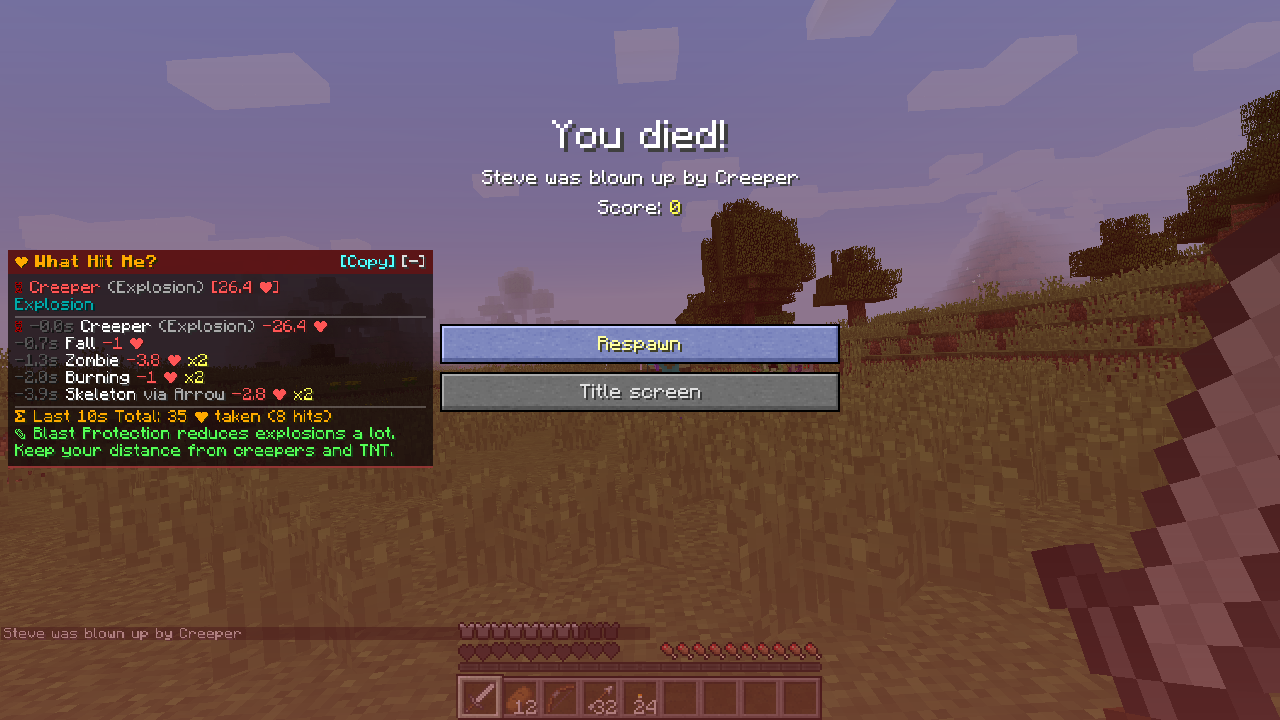 You died!
Steve was blown up by Creeper
Score: 0
♥ What Hit Me? [Copy] [−]
Creeper (Explosion) [26.4 ♥]
Explosion
-0.0s Creeper (Explosion) -26.4 ♥
-0.7s Fall -1 ♥
-1.3s Zombie -3.8 ♥ x2
Burning -1 ♥ x2
-3.9s Skeleton via Arrow -2.8 ♥ x2
Σ Last 10s Total: 35 ♥ taken (8 hits)
✎ Blast Protection reduces explosions a lot.
Keep your distance from creepers and TNT.
Respawn
Title screen
Steve was blown up by Creeper
12 32 24